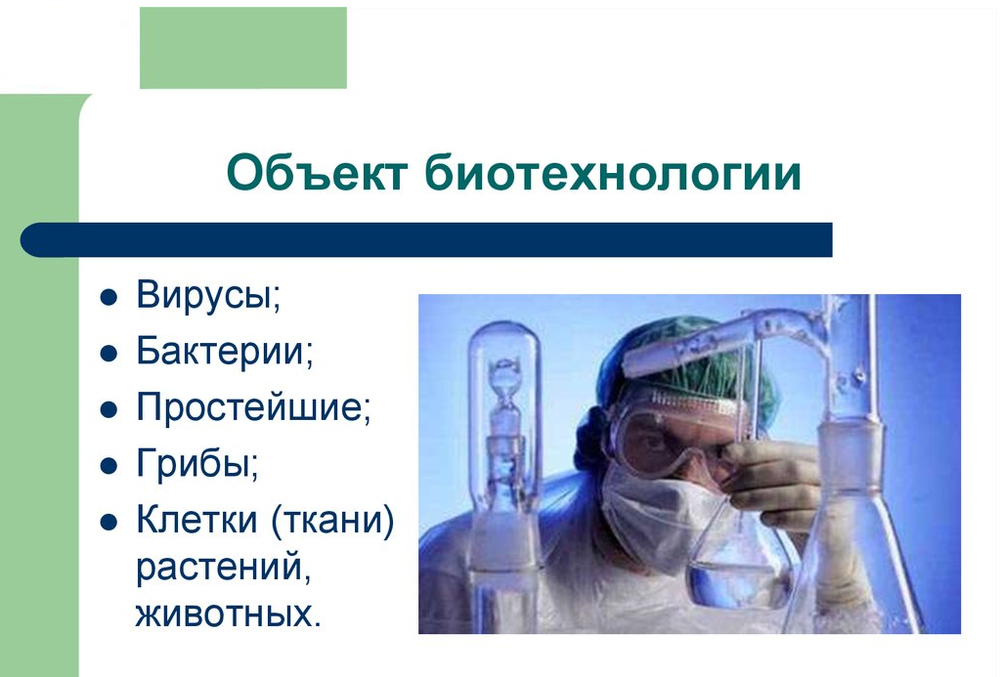 Объект биотехнологии
Вирусы;
Бактерии;
Простейшие;
Грибы;
Клетки (ткани)
растений,
животных.